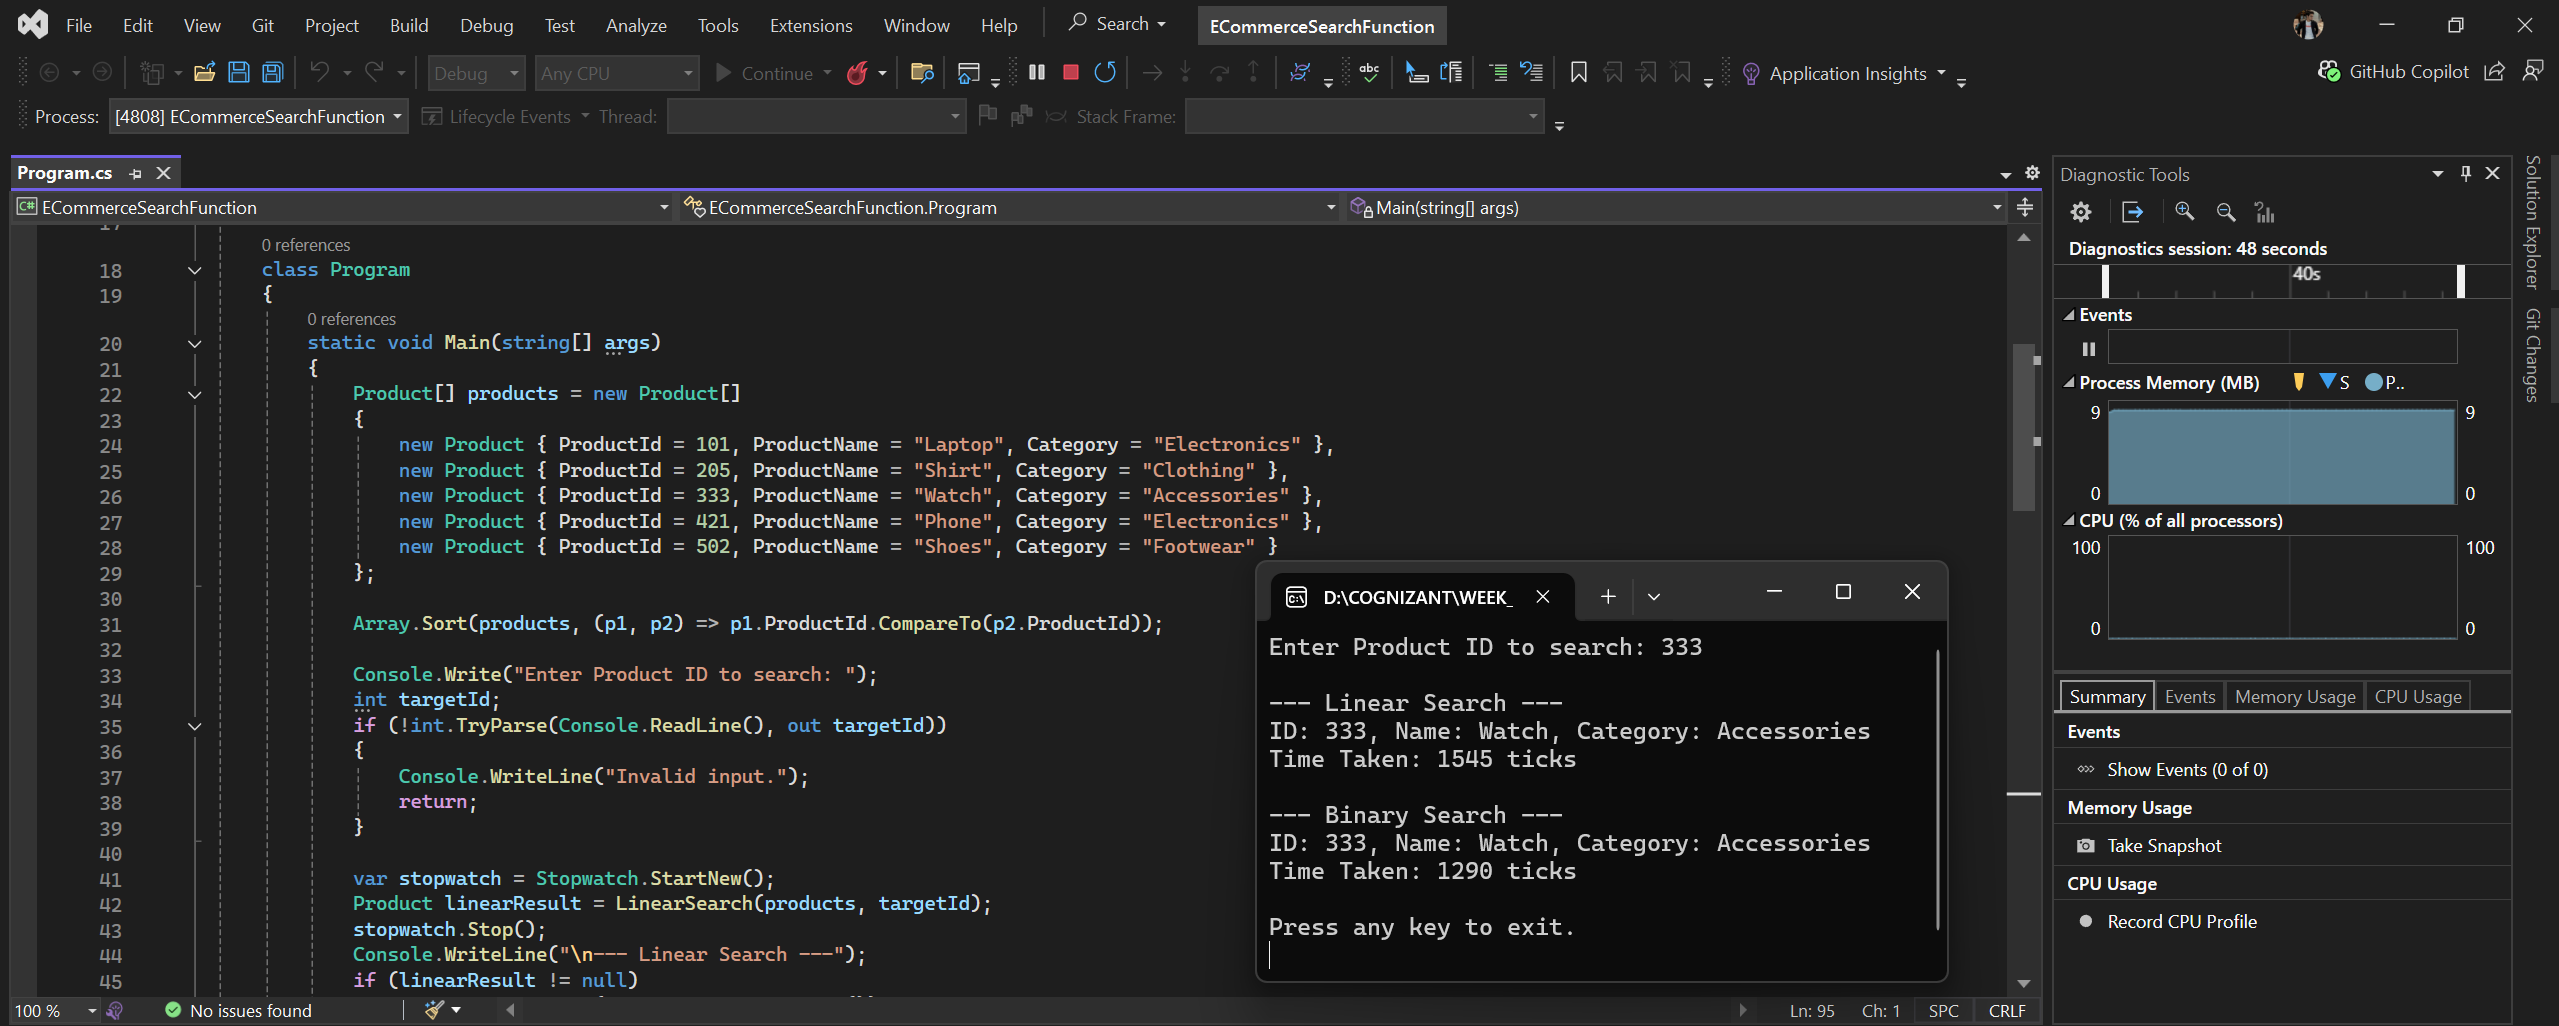 File Edit View Git Project Build Debug Test Analyze Tools Extensions Window Help Search ECommerceSearchFunction
Debug Any CPU Continue Application Insights GitHub Copilot
Process: [4808] ECommerceSearchFunction Lifecycle Events Thread: Stack Frame:
Program.cs
C# ECommerceSearchFunction ECommerceSearchFunction.Program Main(string[] args)
17
0 references
18 class Program
19 {
0 references
20 static void Main(string[] args)
21 {
22 Product[] products = new Product[]
23 {
24 new Product { ProductId = 101, ProductName = "Laptop", Category = "Electronics" },
25 new Product { ProductId = 205, ProductName = "Shirt", Category = "Clothing" },
26 new Product { ProductId = 333, ProductName = "Watch", Category = "Accessories" },
27 new Product { ProductId = 421, ProductName = "Phone", Category = "Electronics" },
28 new Product { ProductId = 502, ProductName = "Shoes", Category = "Footwear" }
29 };
30
31 Array.Sort(products, (p1, p2) => p1.ProductId.CompareTo(p2.ProductId));
32
33 Console.Write("Enter Product ID to search: ");
34 int targetId;
35 if (!int.TryParse(Console.ReadLine(), out targetId))
36 {
37 Console.WriteLine("Invalid input.");
38 return;
39 }
40
41 var stopwatch = Stopwatch.StartNew();
42 Product linearResult = LinearSearch(products, targetId);
43 stopwatch.Stop();
44 Console.WriteLine("\n--- Linear Search ---");
45 if (linearResult != null)
100 % No issues found Ln: 95 Ch: 1 SPC CRLF
D:\COGNIZANT\WEEK_
Enter Product ID to search: 333
--- Linear Search ---
ID: 333, Name: Watch, Category: Accessories
Time Taken: 1545 ticks
--- Binary Search ---
ID: 333, Name: Watch, Category: Accessories
Time Taken: 1290 ticks
Press any key to exit.
Diagnostic Tools
Diagnostics session: 48 seconds
40s
Events
Process Memory (MB) S P..
9 9
0 0
CPU (% of all processors)
100 100
0 0
Summary Events Memory Usage CPU Usage
Events
Show Events (0 of 0)
Memory Usage
Take Snapshot
CPU Usage
Record CPU Profile
Solution Explorer
Git Changes